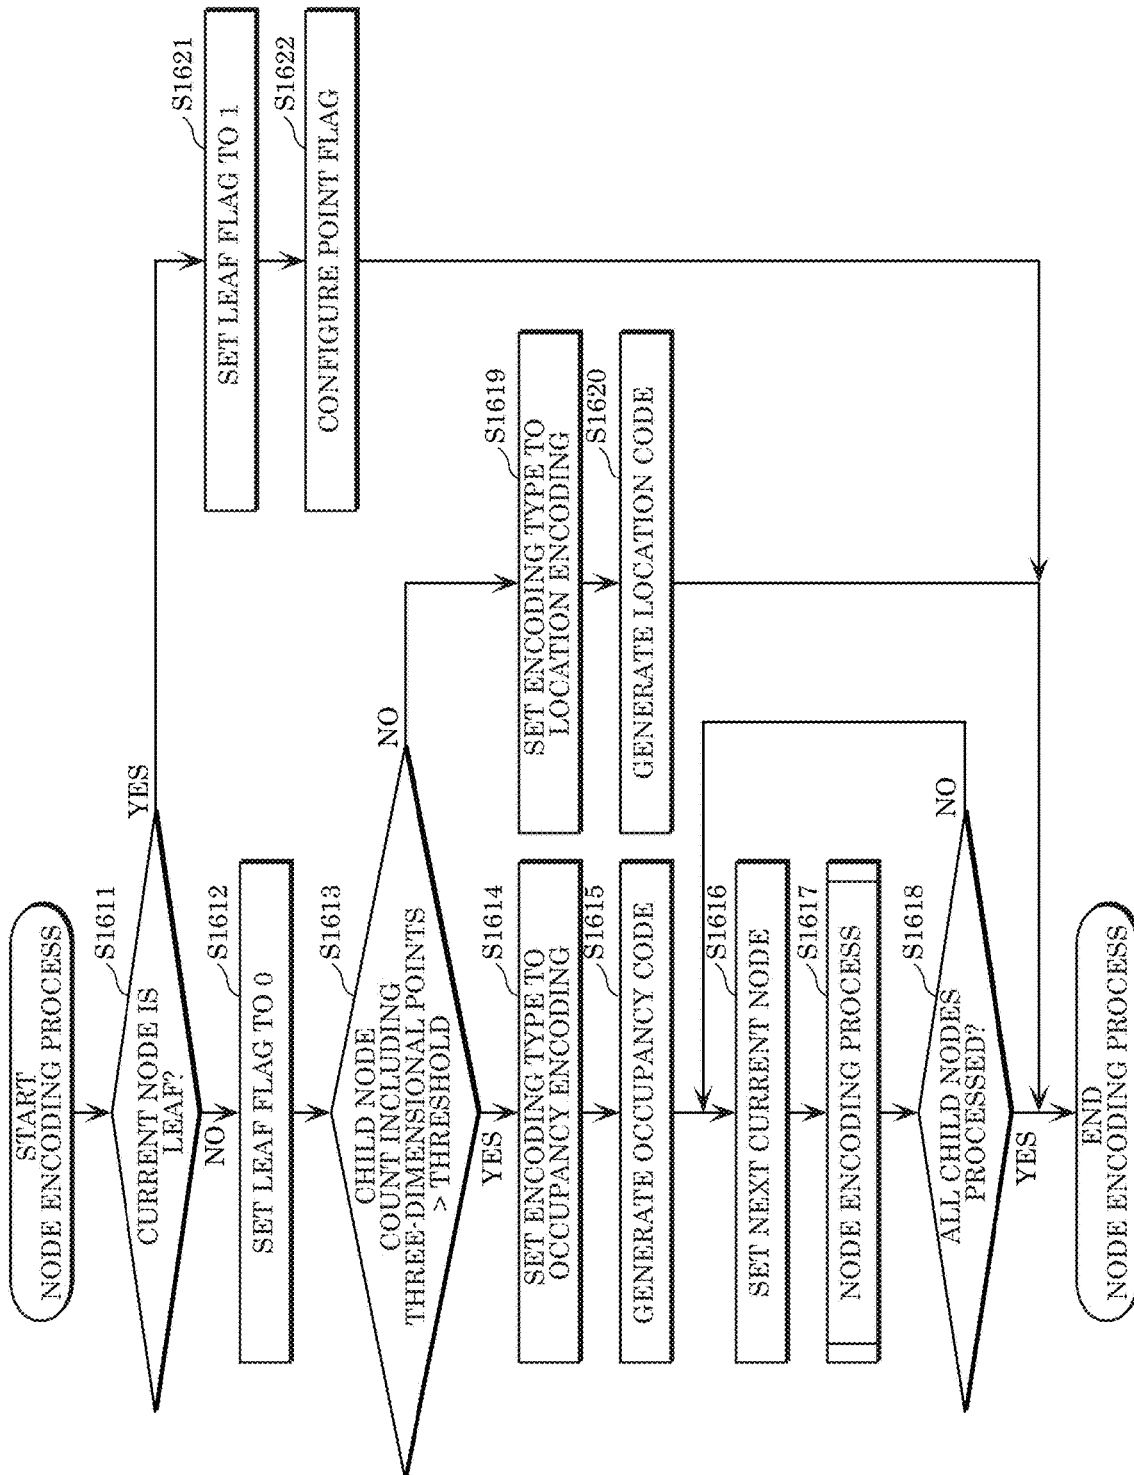 START
NODE ENCODING PROCESS
S1611
CURRENT NODE IS
LEAF?
YES
NO
S1612
SET LEAF FLAG TO 0
S1613
CHILD NODE
COUNT INCLUDING
THREE-DIMENSIONAL POINTS
> THRESHOLD
NO
YES
S1614
SET ENCODING TYPE TO
OCCUPANCY ENCODING
S1615
GENERATE OCCUPANCY CODE
S1616
SET NEXT CURRENT NODE
S1617
NODE ENCODING PROCESS
S1618
ALL CHILD NODES
PROCESSED?
NO
YES
S1619
SET ENCODING TYPE TO
LOCATION ENCODING
S1620
GENERATE LOCATION CODE
S1621
SET LEAF FLAG TO 1
S1622
CONFIGURE POINT FLAG
END
NODE ENCODING PROCESS